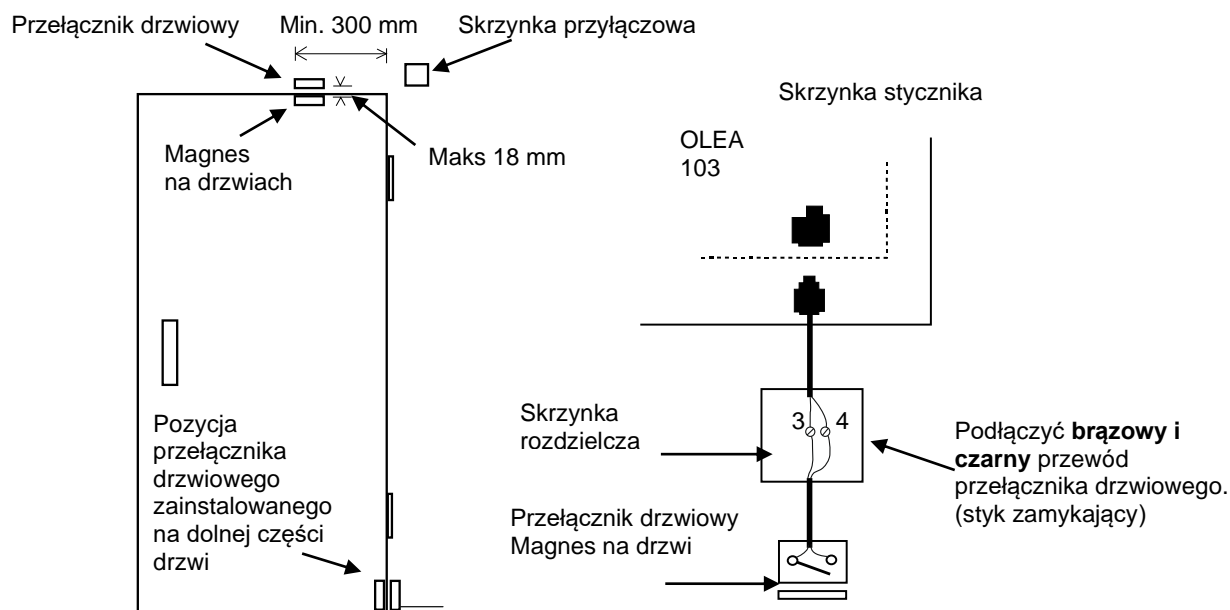 Przełącznik drzwiowy
Min. 300 mm
Skrzynka przyłączowa
Magnes
na drzwiach
Maks 18 mm
Pozycja
przełącznika
drzwiowego
zainstalowanego
na dolnej części
drzwi
Skrzynka stycznika
OLEA
103
Skrzynka
rozdzielcza
3 4
Podłączyć brązowy i
czarny przewód
przełącznika drzwiowego.
(styk zamykający)
Przełącznik drzwiowy
Magnes na drzwi